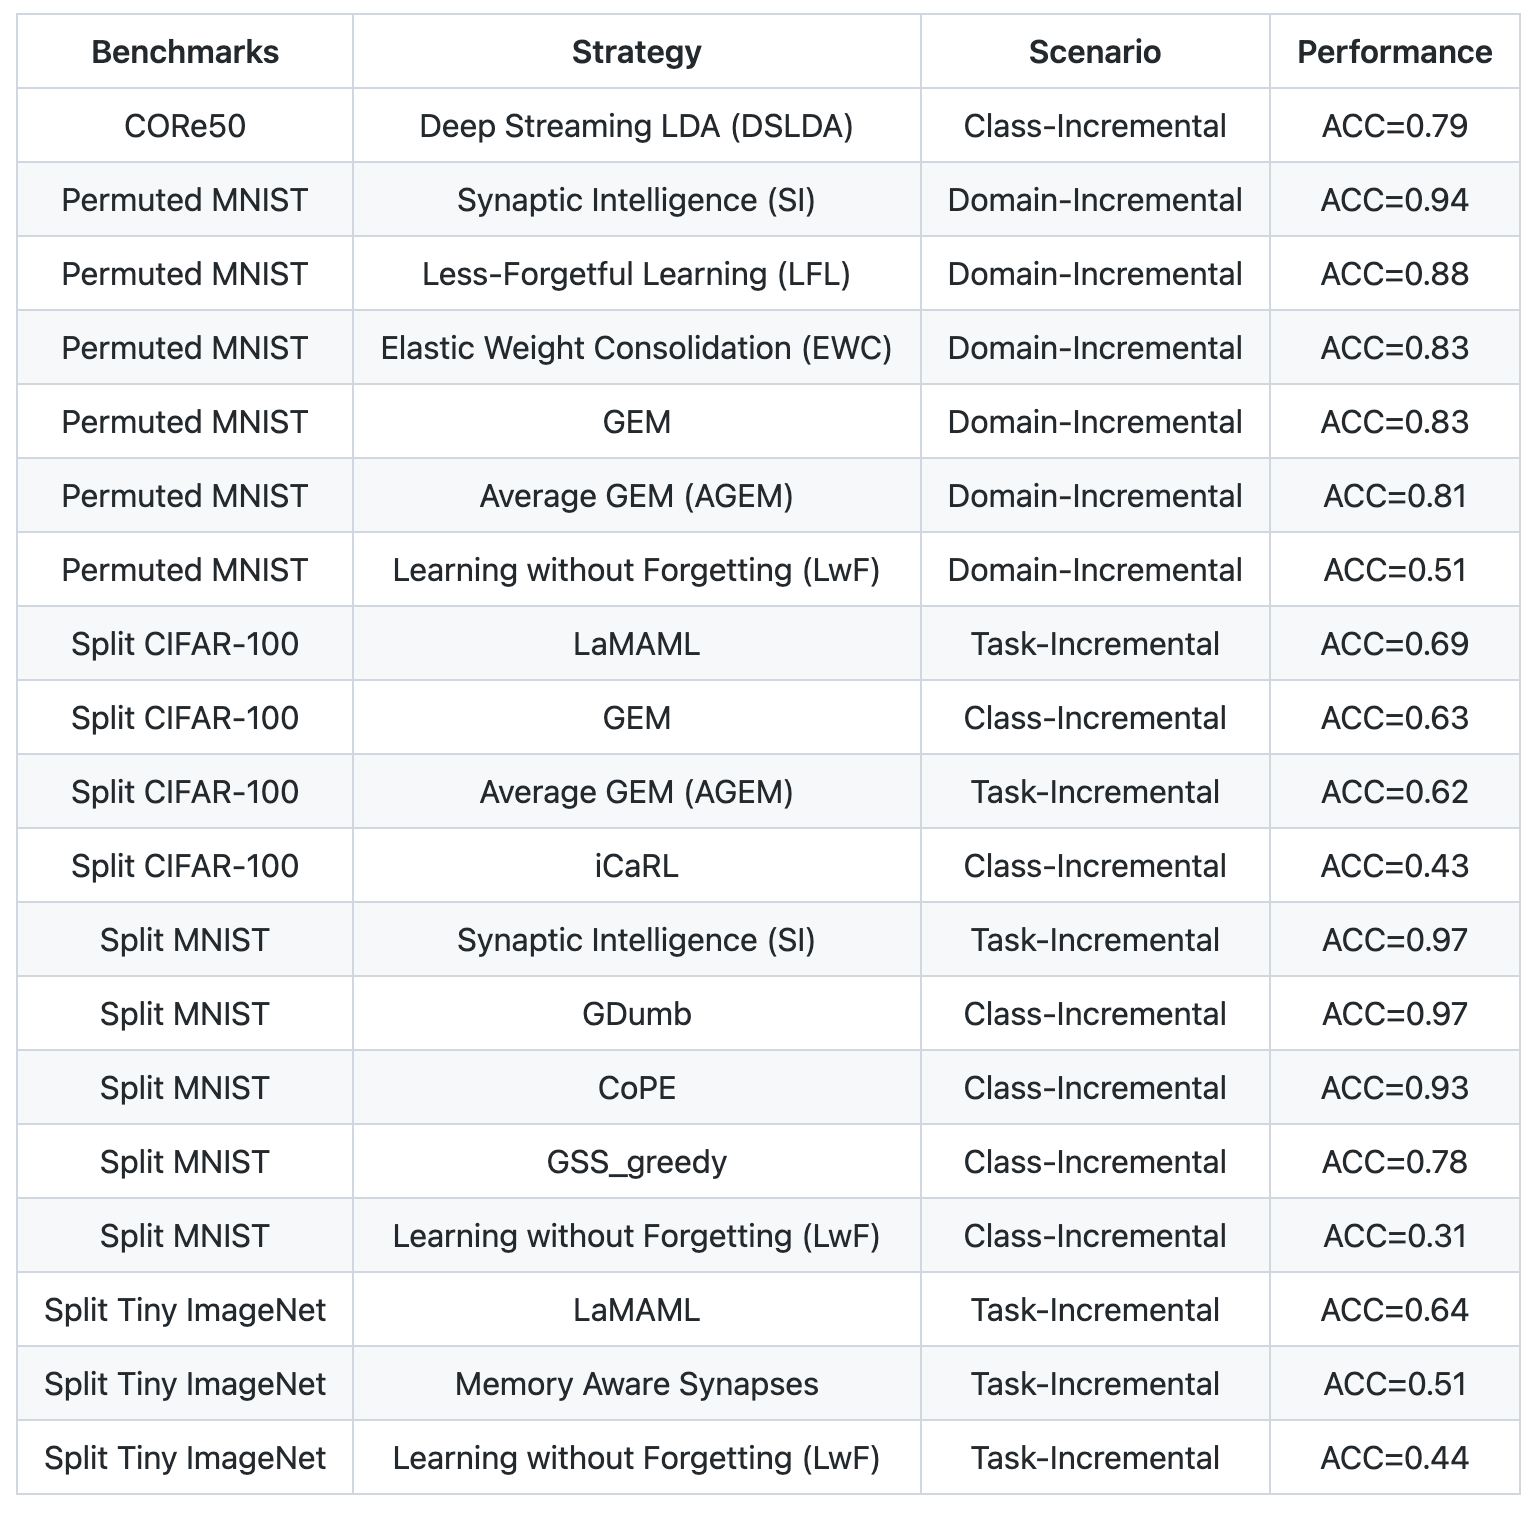 Benchmarks Strategy Scenario Performance
CORe50 Deep Streaming LDA (DSLDA) Class-Incremental ACC=0.79
Permuted MNIST Synaptic Intelligence (SI) Domain-Incremental ACC=0.94
Permuted MNIST Less-Forgetful Learning (LFL) Domain-Incremental ACC=0.88
Permuted MNIST Elastic Weight Consolidation (EWC) Domain-Incremental ACC=0.83
Permuted MNIST GEM Domain-Incremental ACC=0.83
Permuted MNIST Average GEM (AGEM) Domain-Incremental ACC=0.81
Permuted MNIST Learning without Forgetting (LwF) Domain-Incremental ACC=0.51
Split CIFAR-100 LaMAML Task-Incremental ACC=0.69
Split CIFAR-100 GEM Class-Incremental ACC=0.63
Split CIFAR-100 Average GEM (AGEM) Task-Incremental ACC=0.62
Split CIFAR-100 iCaRL Class-Incremental ACC=0.43
Split MNIST Synaptic Intelligence (SI) Task-Incremental ACC=0.97
Split MNIST GDumb Class-Incremental ACC=0.97
Split MNIST CoPE Class-Incremental ACC=0.93
Split MNIST GSS_greedy Class-Incremental ACC=0.78
Split MNIST Learning without Forgetting (LwF) Class-Incremental ACC=0.31
Split Tiny ImageNet LaMAML Task-Incremental ACC=0.64
Split Tiny ImageNet Memory Aware Synapses Task-Incremental ACC=0.51
Split Tiny ImageNet Learning without Forgetting (LwF) Task-Incremental ACC=0.44